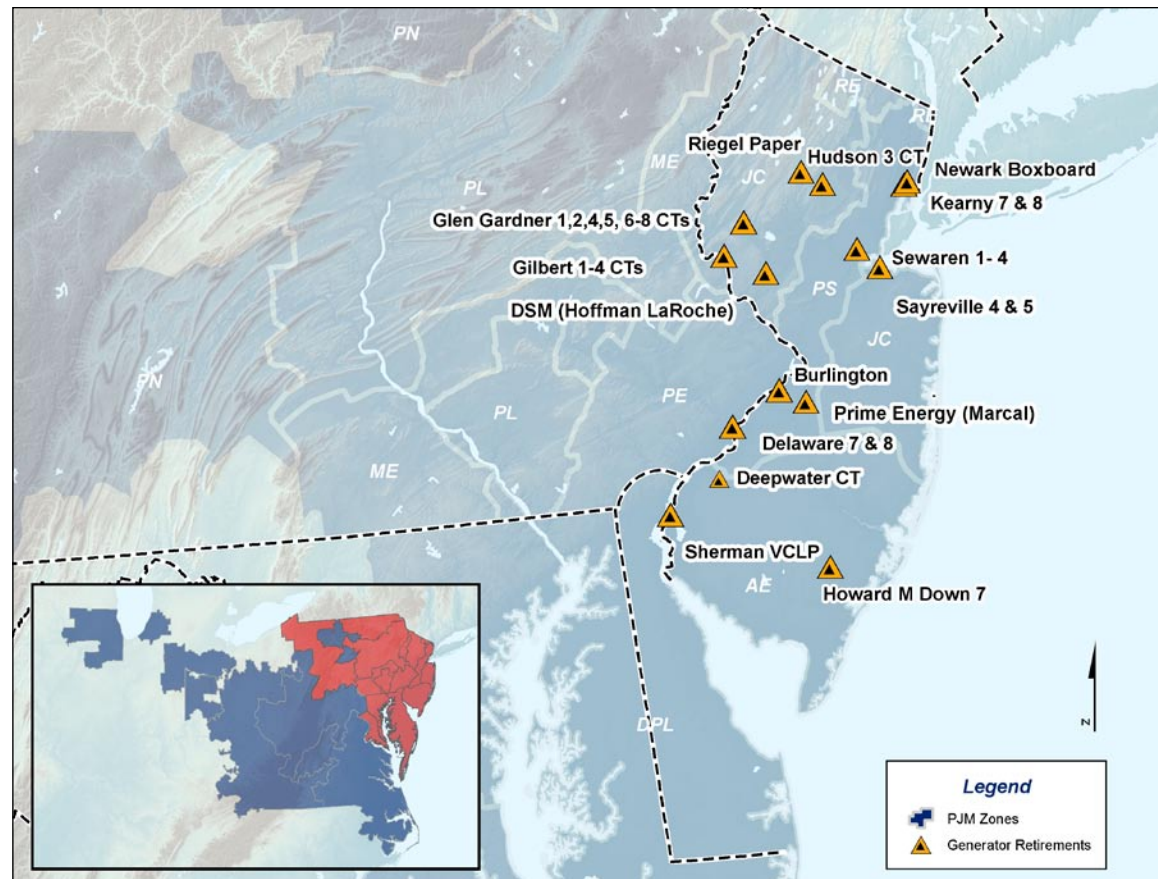 PN
RE
RE
Riegel Paper
Hudson 3 CT
ME
JC
Newark Boxboard
PL
Kearny 7 & 8
Glen Gardner 1,2,4,5, 6-8 CTs
Sewaren 1- 4
Gilbert 1-4 CTs
PS
DSM (Hoffman LaRoche)
Sayreville 4 & 5
JC
PN
Burlington
PE
PL
Prime Energy (Marcal)
Delaware 7 & 8
ME
Deepwater CT
Sherman VCLP
AE
Howard M Down 7
DPL
N
Legend
PJM Zones
Generator Retirements